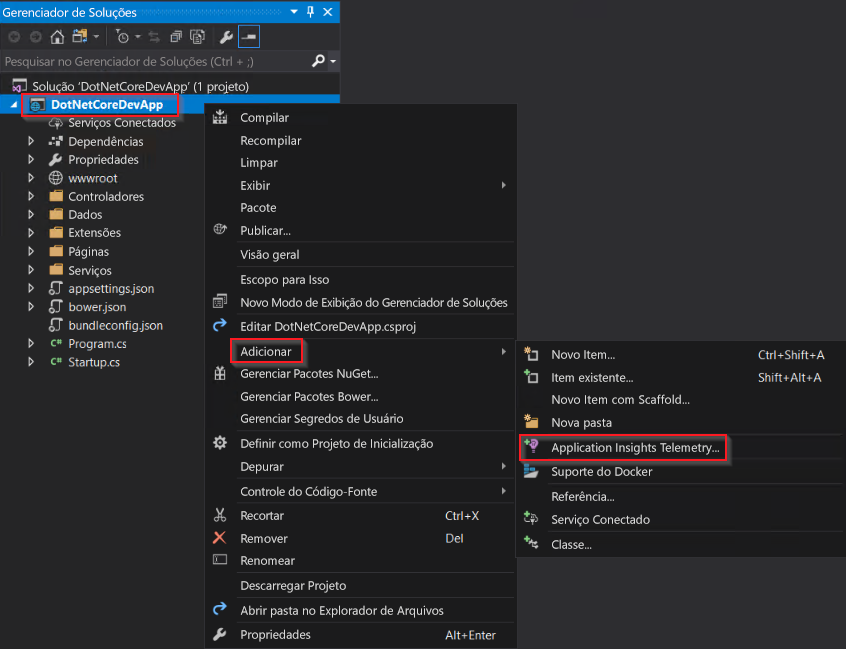 Gerenciador de Soluções
Pesquisar no Gerenciador de Soluções (Ctrl + ;)
Solução 'DotNetCoreDevApp' (1 projeto)
DotNetCoreDevApp
Serviços Conectados
Dependências
Propriedades
wwwroot
Controladores
Dados
Extensões
Páginas
Serviços
appsettings.json
bower.json
bundleconfig.json
C# Program.cs
C# Startup.cs
Compilar
Recompilar
Limpar
Exibir
Pacote
Publicar...
Visão geral
Escopo para Isso
Novo Modo de Exibição do Gerenciador de Soluções
Editar DotNetCoreDevApp.csproj
Adicionar
Gerenciar Pacotes NuGet...
Gerenciar Pacotes Bower...
Gerenciar Segredos de Usuário
Definir como Projeto de Inicialização
Depurar
Controle do Código-Fonte
Recortar Ctrl+X
Remover Del
Renomear
Descarregar Projeto
Abrir pasta no Explorador de Arquivos
Propriedades Alt+Enter
Novo Item... Ctrl+Shift+A
Item existente... Shift+Alt+A
Novo Item com Scaffold...
Nova pasta
Application Insights Telemetry...
Suporte do Docker
Referência...
Serviço Conectado
Classe...